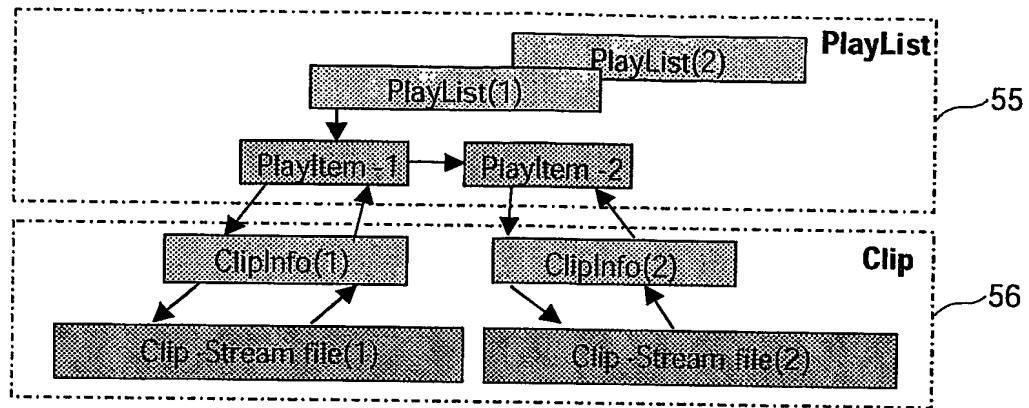 PlayList
PlayList(2)
PlayList(1)
55
PlayItem -1
PlayItem -2
ClipInfo(1)
ClipInfo(2)
Clip
56
Clip -Stream file(1)
Clip -Stream file(2)